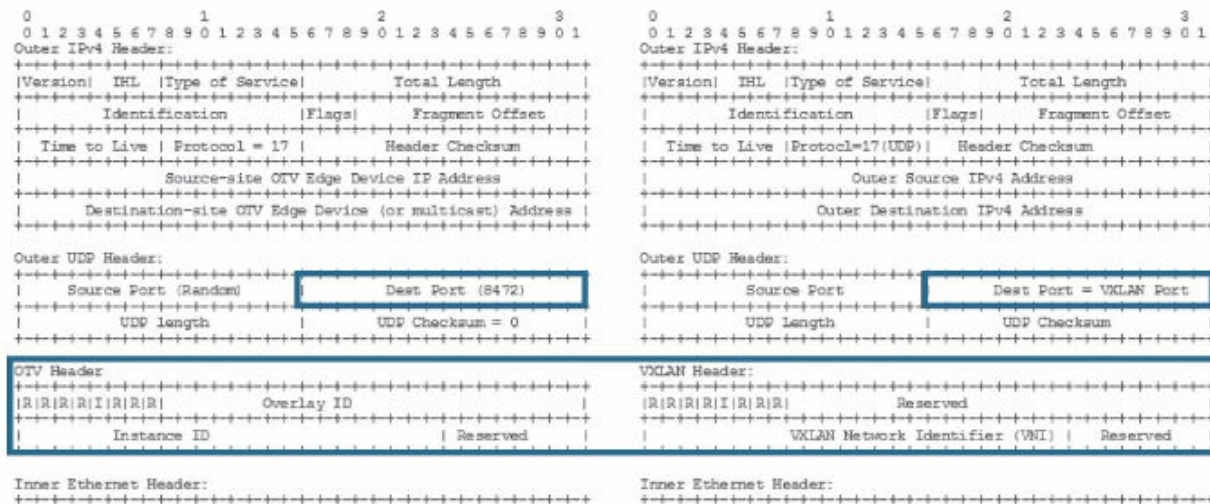 0 1 2 3
0 1 2 3 4 5 6 7 8 9 0 1 2 3 4 5 6 7 8 9 0 1 2 3 4 5 6 7 8 9 0 1
Outer IPv4 Header:
|Version| IHL |Type of Service| Total Length |
| Identification |Flags| Fragment Offset |
| Time to Live | Protocol = 17 | Header Checksum |
| Source-site OTV Edge Device IP Address |
| Destination-site OTV Edge Device (or multicast) Address |
Outer UDP Header:
| Source Port (Random) | Dest Port (8472) |
| UDP length | UDP Checksum = 0 |
OTV Header
|R|R|R|R|I|R|R|R| Overlay ID |
| Instance ID | Reserved |
Inner Ethernet Header:
0 1 2 3
0 1 2 3 4 5 6 7 8 9 0 1 2 3 4 5 6 7 8 9 0 1 2 3 4 5 6 7 8 9 0 1
Outer IPv4 Header:
|Version| IHL |Type of Service| Total Length
| Identification |Flags| Fragment Offset
| Time to Live |Protocl=17(UDP)| Header Checksum
| Outer Source IPv4 Address
| Outer Destination IPv4 Address
Outer UDP Header:
| Source Port | Dest Port = VXLAN Port
| UDP Length | UDP Checksum
VXLAN Header:
|R|R|R|R|I|R|R|R| Reserved
| VXLAN Network Identifier (VNI) | Reserved
Inner Ethernet Header: